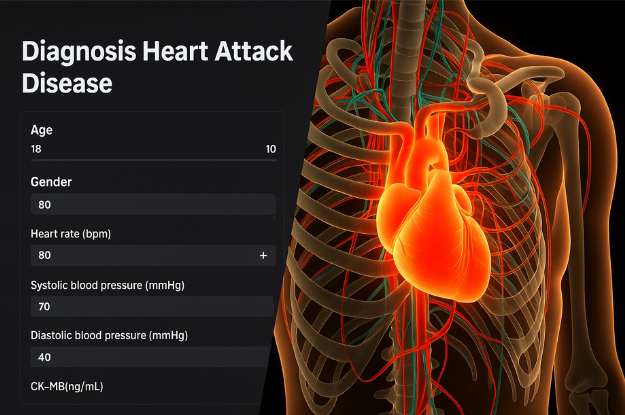 Diagnosis Heart Attack
Disease
Age
18 10
Gender
80
Heart rate (bpm)
80 +
Systolic blood pressure (mmHg)
70
Diastolic blood pressure (mmHg)
40
CK-MB(ng/mL)